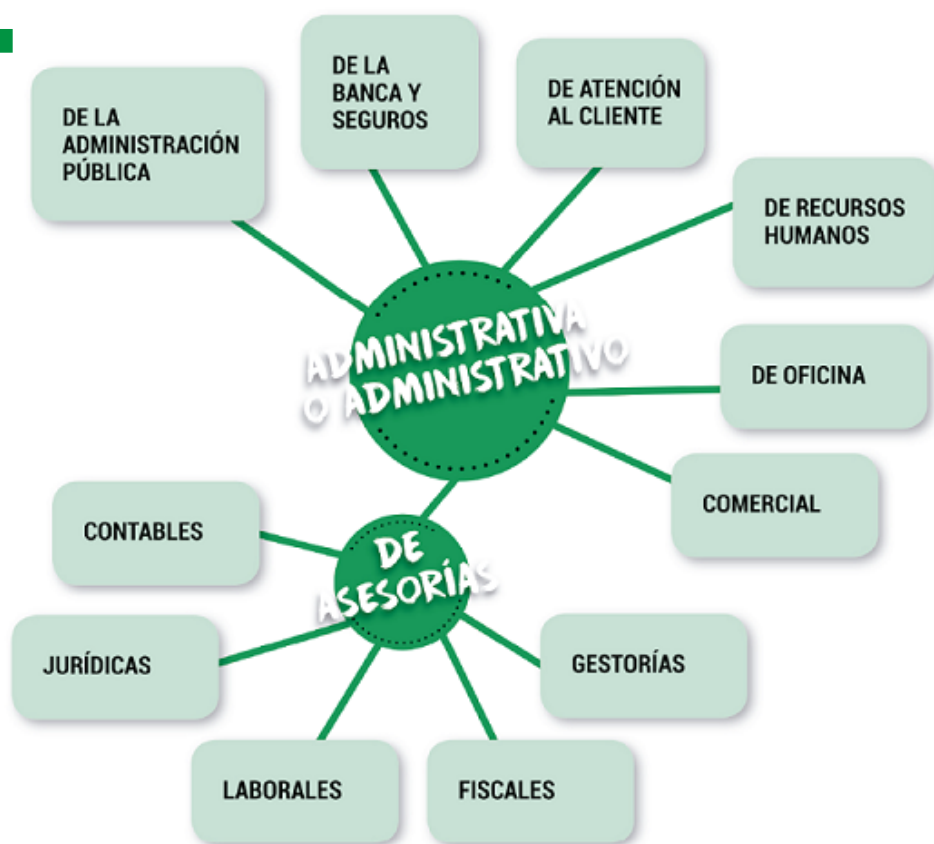 DE LA
ADMINISTRACIÓN
PÚBLICA
DE LA
BANCA Y
SEGUROS
DE ATENCIÓN
AL CLIENTE
DE RECURSOS
HUMANOS
ADMINISTRATIVA
O ADMINISTRATIVO
DE OFICINA
COMERCIAL
CONTABLES
DE
ASESORÍAS
JURÍDICAS
GESTORÍAS
LABORALES
FISCALES